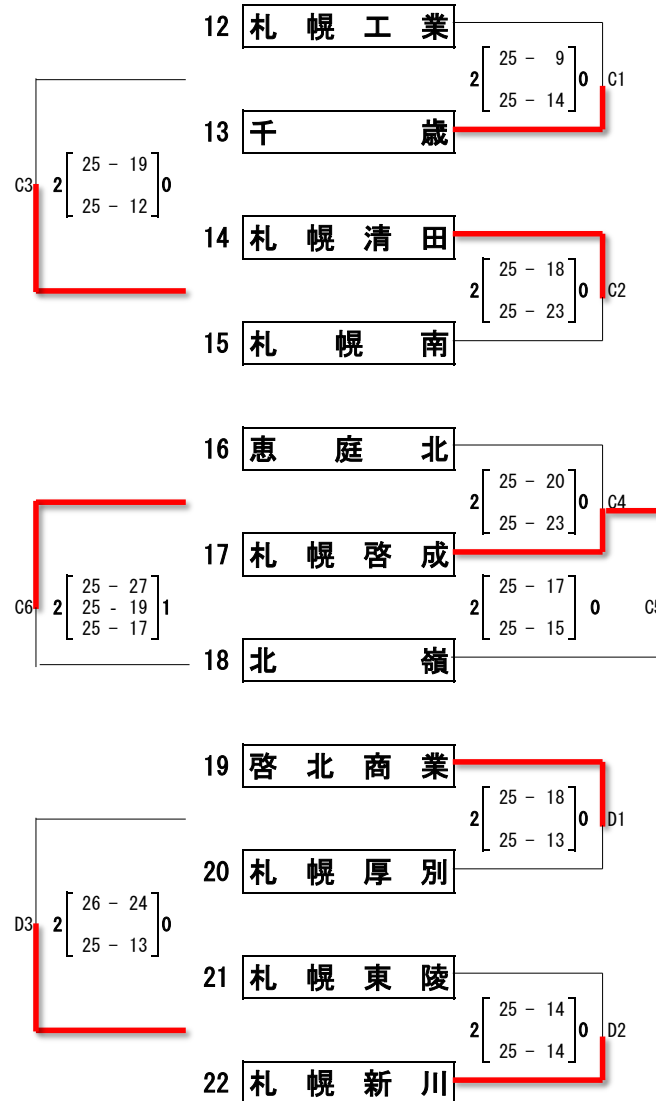 12 札幌工業
2 25 - 9 0 C1
25 - 14
13 千歳
C3 2 25 - 19 0
25 - 12
14 札幌清田
2 25 - 18 0 C2
25 - 23
15 札幌南
16 恵庭北
2 25 - 20 0 C4
25 - 23
17 札幌啓成
C6 2 25 - 27 1
25 - 19
25 - 17
2 25 - 17 0 C5
25 - 15
18 北嶺
19 啓北商業
2 25 - 18 0 D1
25 - 13
20 札幌厚別
D3 2 26 - 24 0
25 - 13
21 札幌東陵
2 25 - 14 0 D2
25 - 14
22 札幌新川